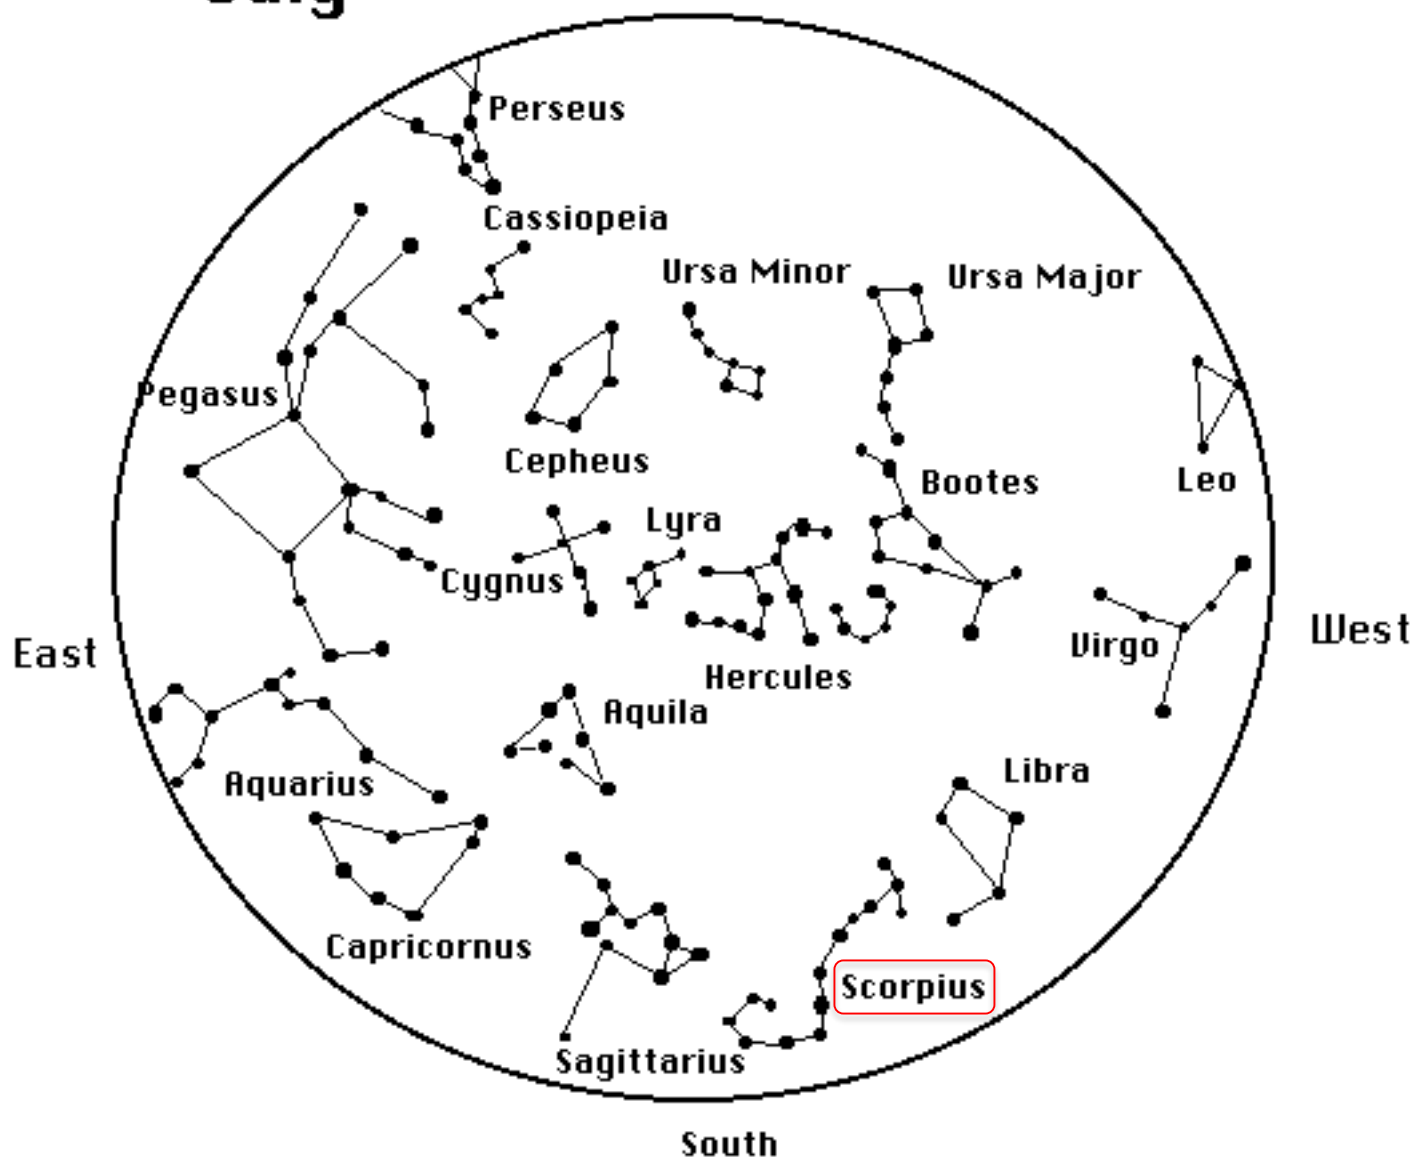 Perseus
Cassiopeia
Ursa Minor
Ursa Major
Pegasus
Leo
Cepheus
Bootes
Lyra
Cygnus
East
West
Virgo
Hercules
Aquila
Libra
Aquarius
Capricornus
Scorpius
Sagittarius
South